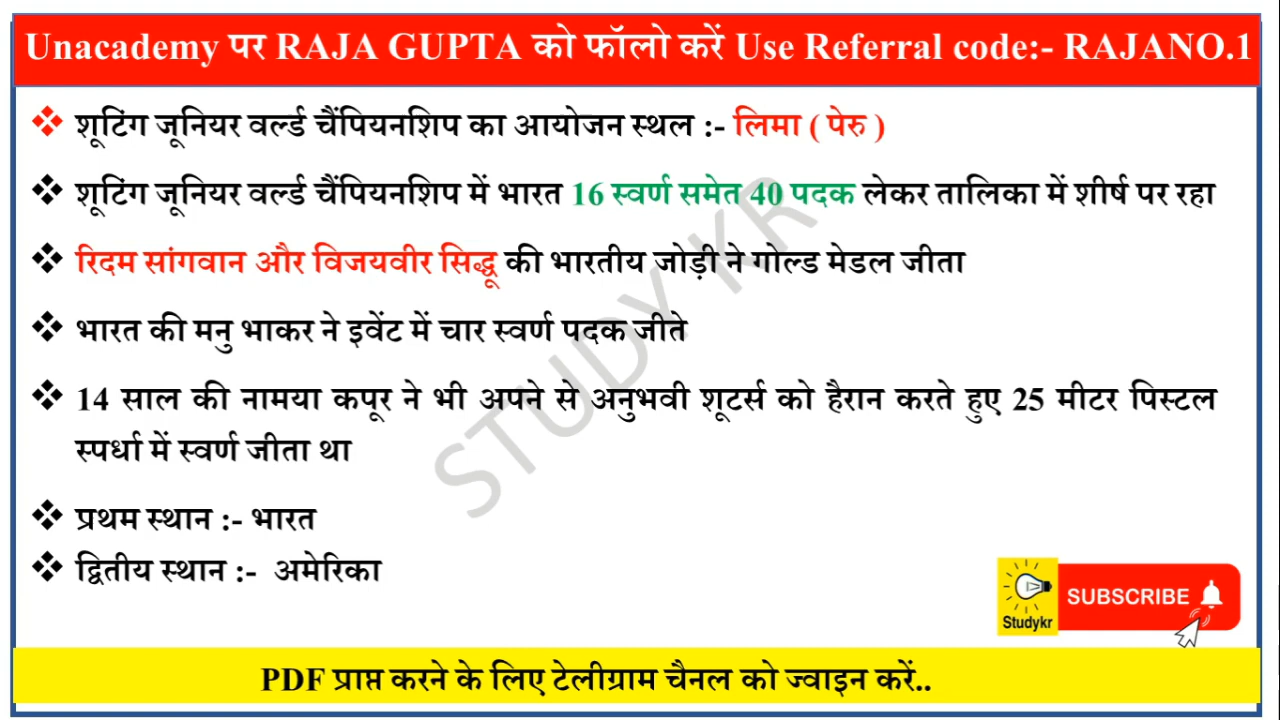 Unacademy पर RAJA GUPTA को फॉलो करें Use Referral code:- RAJANO.1
❖ शूटिंग जूनियर वर्ल्ड चैंपियनशिप का आयोजन स्थल :- लिमा ( पेरु )
❖ शूटिंग जूनियर वर्ल्ड चैंपियनशिप में भारत 16 स्वर्ण समेत 40 पदक लेकर तालिका में शीर्ष पर रहा
❖ रिदम सांगवान और विजयवीर सिद्धू की भारतीय जोड़ी ने गोल्ड मेडल जीता
❖ भारत की मनु भाकर ने इवेंट में चार स्वर्ण पदक जीते
❖ 14 साल की नामया कपूर ने भी अपने से अनुभवी शूटर्स को हैरान करते हुए 25 मीटर पिस्टल
स्पर्धा में स्वर्ण जीता था
❖ प्रथम स्थान :- भारत
❖ द्वितीय स्थान :- अमेरिका
STUDY KR
SUBSCRIBE
Studykr
PDF प्राप्त करने के लिए टेलीग्राम चैनल को ज्वाइन करें..